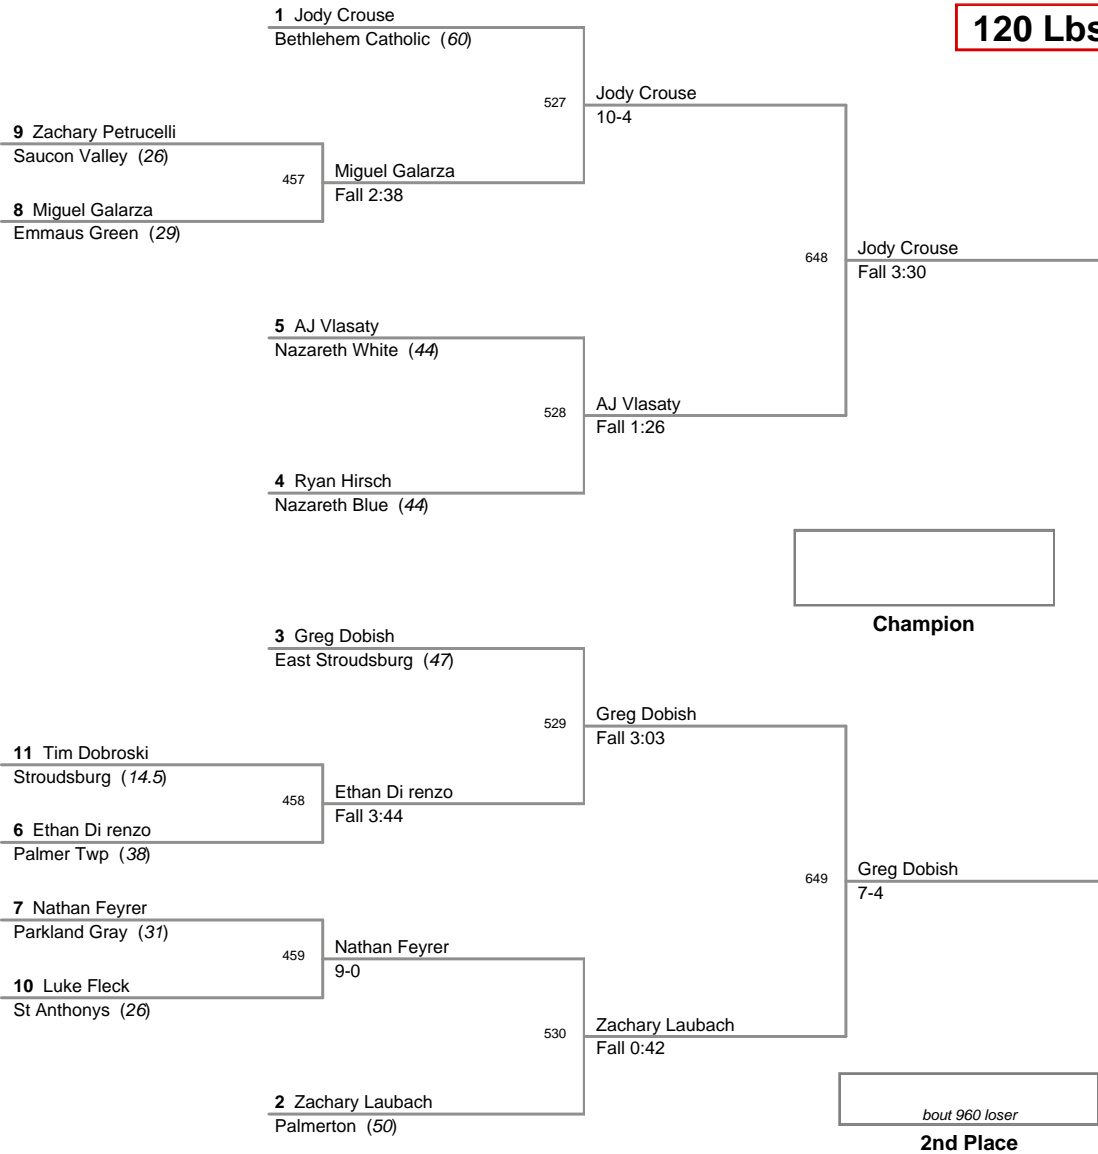 1 Jody Crouse
Bethlehem Catholic (60)
120 Lbs
527
Jody Crouse
10-4
9 Zachary Petrucelli
Saucon Valley (26)
457
Miguel Galarza
Fall 2:38
8 Miguel Galarza
Emmaus Green (29)
648
Jody Crouse
Fall 3:30
5 AJ Vlasaty
Nazareth White (44)
528
AJ Vlasaty
Fall 1:26
4 Ryan Hirsch
Nazareth Blue (44)
Champion
3 Greg Dobish
East Stroudsburg (47)
529
Greg Dobish
Fall 3:03
11 Tim Dobroski
Stroudsburg (14.5)
458
Ethan Di renzo
Fall 3:44
6 Ethan Di renzo
Palmer Twp (38)
649
Greg Dobish
7-4
7 Nathan Feyrer
Parkland Gray (31)
459
Nathan Feyrer
9-0
10 Luke Fleck
St Anthonys (26)
530
Zachary Laubach
Fall 0:42
2 Zachary Laubach
Palmerton (50)
bout 960 loser
2nd Place